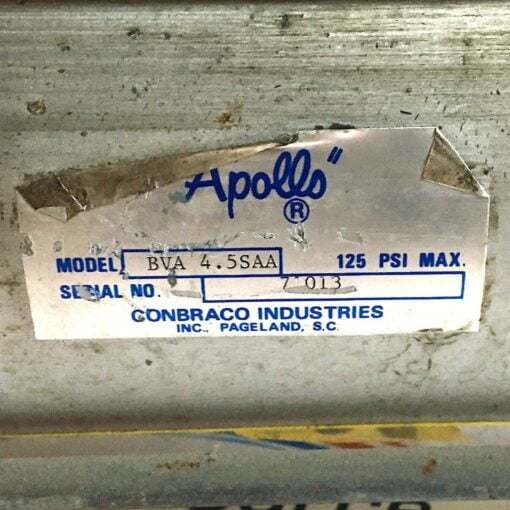 Apollo"
®
MODEL BVA 4.5SAA 125 PSI MAX.
SERIAL NO. 7 013
CONBRACO INDUSTRIES
INC., PAGELAND, S.C.